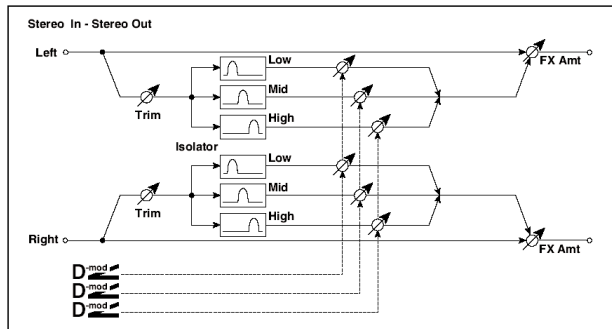 Stereo In - Stereo Out
Left
FX Amt
Low
Mid
Trim
High
Isolator
Low
Mid
Trim
High
Right
FX Amt
D-mod
D-mod
D-mod